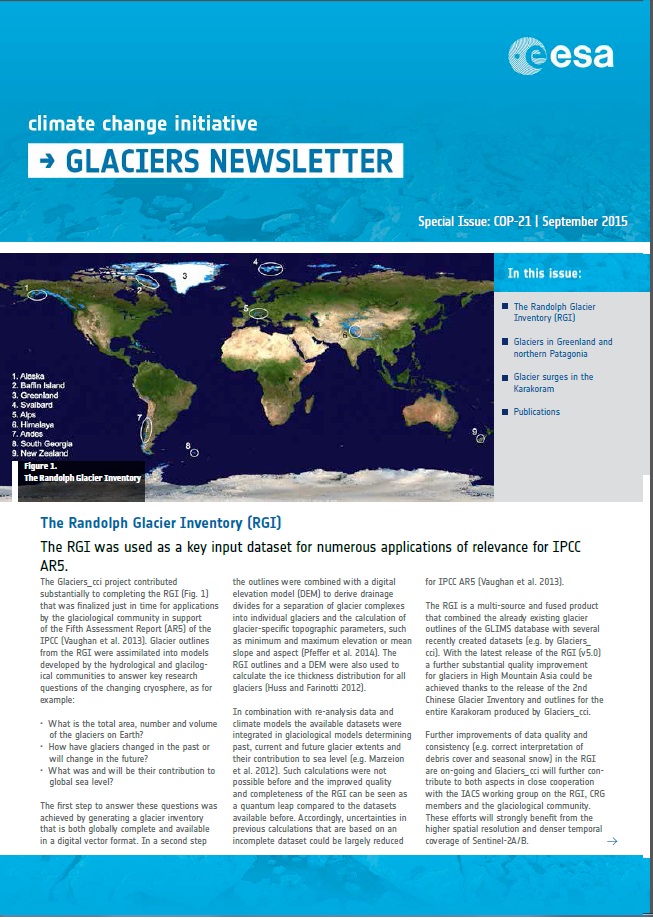 esa
climate change initiative
→ GLACIERS NEWSLETTER
Special Issue: COP-21 | September 2015
1
2
3
4
5
6
7
8
9
1. Alaska
2. Baffin Island
3. Greenland
4. Svalbard
5. Alps
6. Himalaya
7. Andes
8. South Georgia
9. New Zealand
Figure 1.
The Randolph Glacier Inventory
In this issue:
■ The Randolph Glacier
Inventory (RGI)
■ Glaciers in Greenland and
northern Patagonia
■ Glacier surges in the
Karakoram
■ Publications
The Randolph Glacier Inventory (RGI)
The RGI was used as a key input dataset for numerous applications of relevance for IPCC
AR5.
The Glaciers_cci project contributed
substantially to completing the RGI (Fig. 1)
that was finalized just in time for applications
by the glaciological community in support
of the Fifth Assessment Report (AR5) of the
IPCC (Vaughan et al. 2013). Glacier outlines
from the RGI were assimilated into models
developed by the hydrological and glaciolog-
ical communities to answer key research
questions of the changing cryosphere, as for
example:
· What is the total area, number and volume
of the glaciers on Earth?
· How have glaciers changed in the past or
will change in the future?
· What was and will be their contribution to
global sea level?
The first step to answer these questions was
achieved by generating a glacier inventory
that is both globally complete and available
in a digital vector format. In a second step
the outlines were combined with a digital
elevation model (DEM) to derive drainage
divides for a separation of glacier complexes
into individual glaciers and the calculation of
glacier-specific topographic parameters, such
as minimum and maximum elevation or mean
slope and aspect (Pfeffer et al. 2014). The
RGI outlines and a DEM were also used to
calculate the ice thickness distribution for all
glaciers (Huss and Farinotti 2012).
In combination with re-analysis data and
climate models the available datasets were
integrated in glaciological models determining
past, current and future glacier extents and
their contribution to sea level (e.g. Marzeion
et al. 2012). Such calculations were not
possible before and the improved quality
and completeness of the RGI can be seen as
a quantum leap compared to the datasets
available before. Accordingly, uncertainties in
previous calculations that are based on an
incomplete dataset could be largely reduced
for IPCC AR5 (Vaughan et al. 2013).
The RGI is a multi-source and fused product
that combined the already existing glacier
outlines of the GLIMS database with several
recently created datasets (e.g. by Glaciers_
cci). With the latest release of the RGI (v5.0)
a further substantial quality improvement
for glaciers in High Mountain Asia could be
achieved thanks to the release of the 2nd
Chinese Glacier Inventory and outlines for the
entire Karakoram produced by Glaciers_cci.
Further improvements of data quality and
consistency (e.g. correct interpretation of
debris cover and seasonal snow) in the RGI
are on-going and Glaciers_cci will further con-
tribute to both aspects in close cooperation
with the IACS working group on the RGI, CRG
members and the glaciological community.
These efforts will strongly benefit from the
higher spatial resolution and denser temporal
coverage of Sentinel-2A/B. →